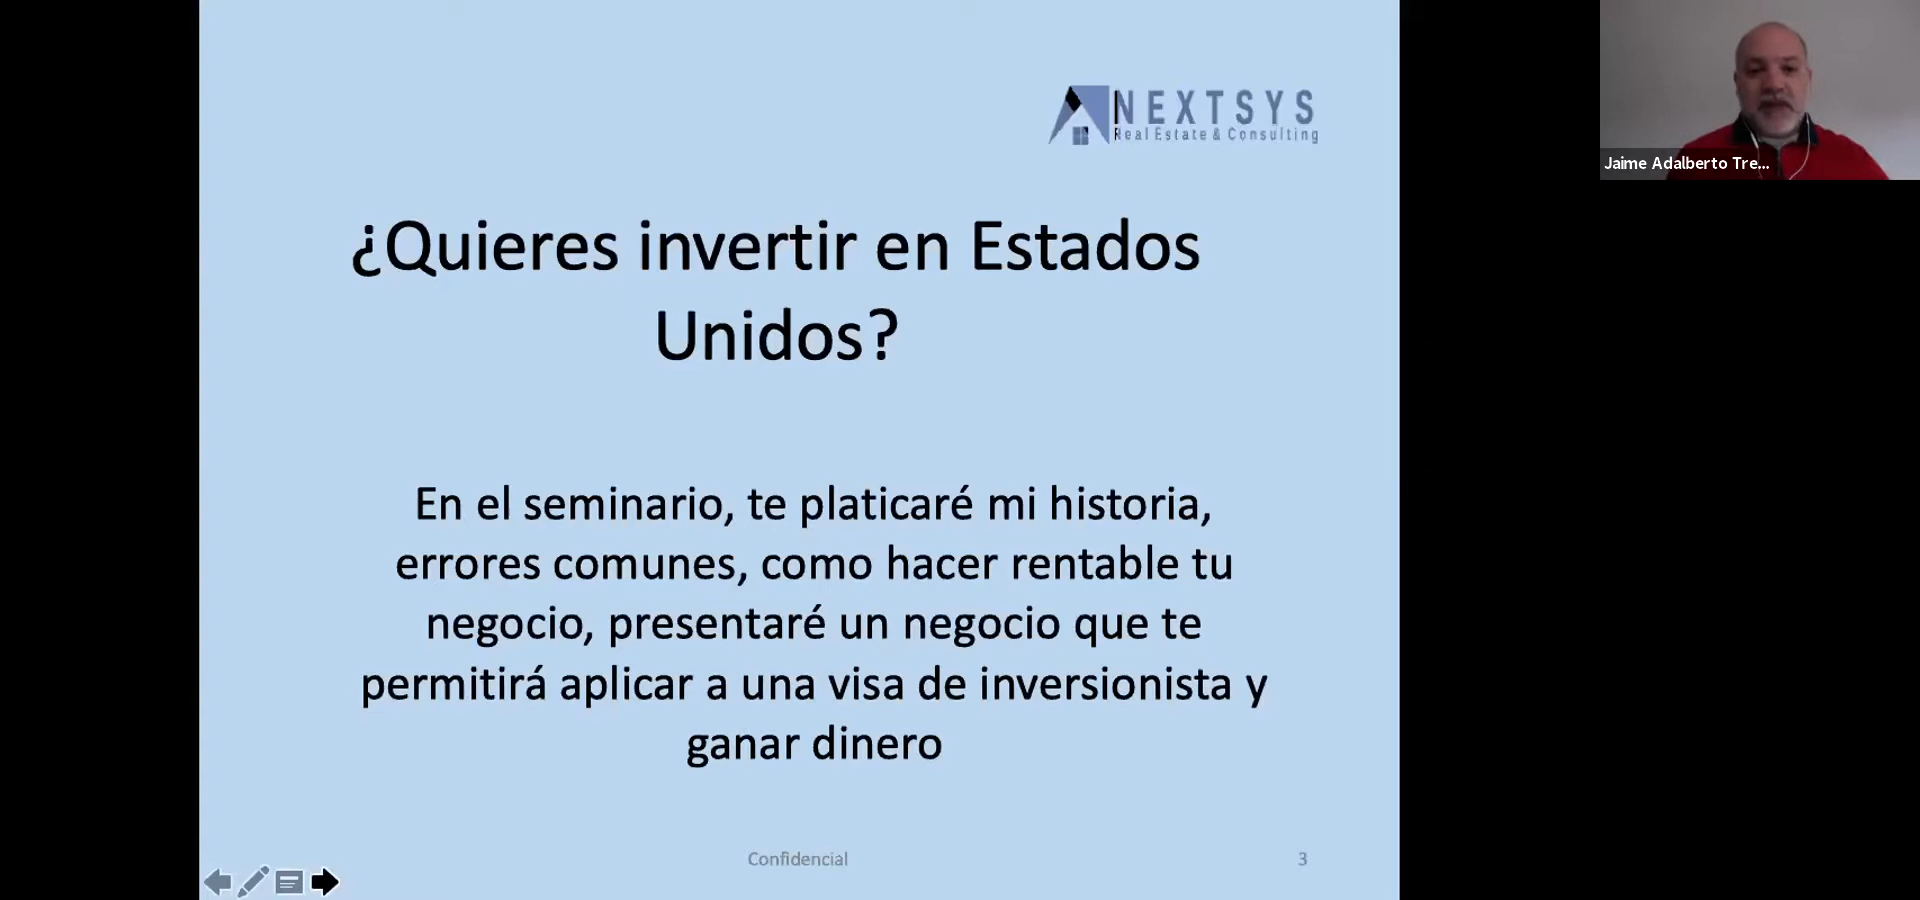 NEXTSYS
Real Estate & Consulting
Jaime Adalberto Tre...
¿Quieres invertir en Estados
Unidos?
En el seminario, te platicaré mi historia,
errores comunes, como hacer rentable tu
negocio, presentaré un negocio que te
permitirá aplicar a una visa de inversionista y
ganar dinero
Confidencial
3